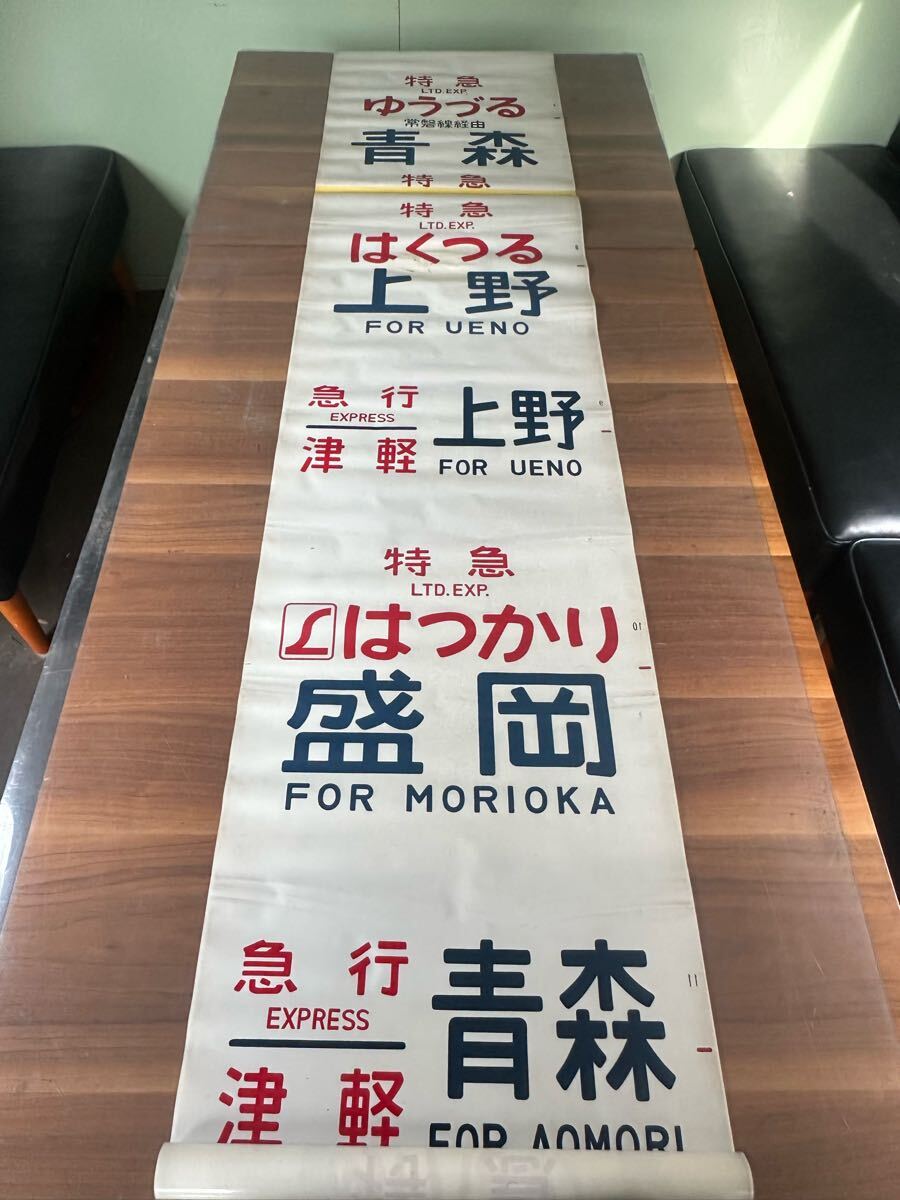 特急
LTD.EXP.
ゆうづる
常磐線経由
青森
特急
特急
LTD.EXP.
はくつる
上野
FOR UENO
急行
EXPRESS
津軽
上野
FOR UENO
9
特急
LTD.EXP.
はつかり
盛岡
FOR MORIOKA
10
急行
EXPRESS
津軽
青森
FOR AOMORI
11